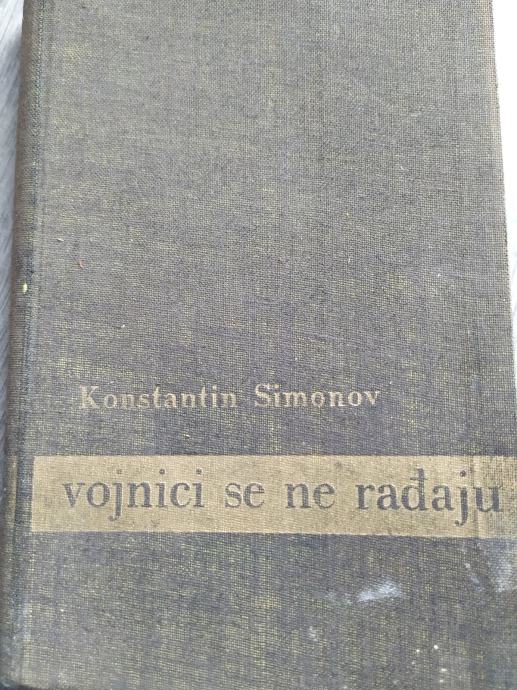 Konstantin Simonov
vojnici se ne rađaju